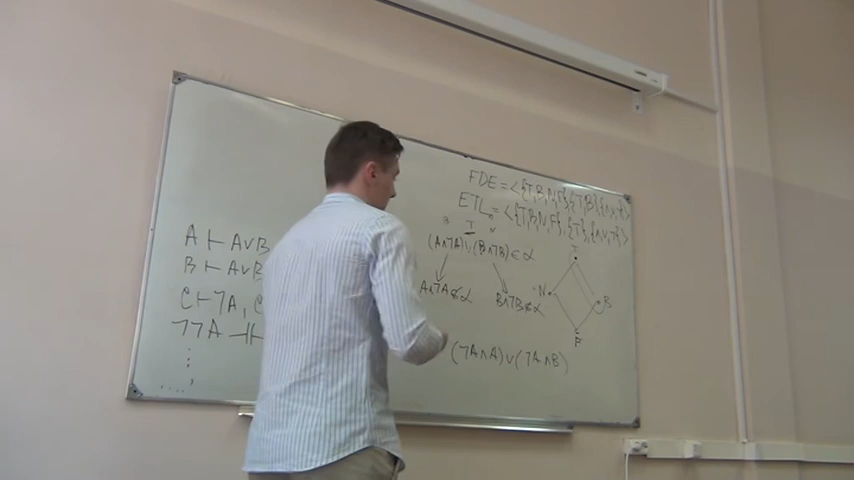 FDE = <{T,B,N,F},{T,B},{∧,∨,¬}>
ETL = <{T,B,N,F},{T},{∧,∨,¬}>
B T N
(A∧¬A)∨(B∧¬B)∈α
A∧¬A∉α
B∧¬B∉α
(¬A∧A)∨(¬A∧B)
T
N
B
F
A ⊢ A∨B
B ⊢ A∨B
C ⊢ ¬A,
¬¬A ⊣⊢